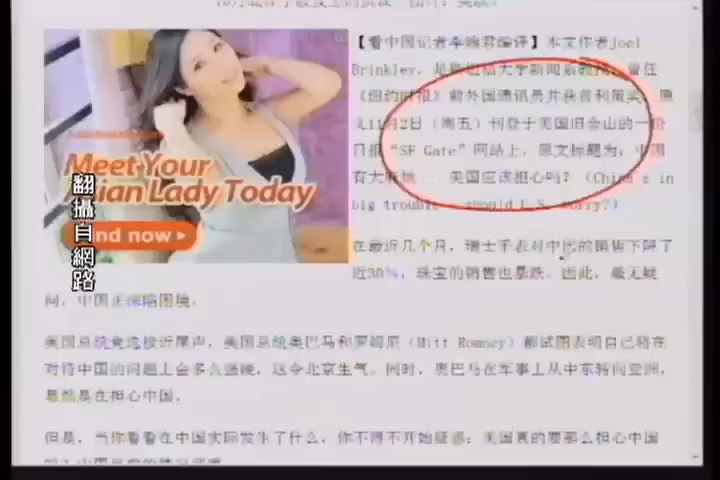 【看中国记者李婉君编译】本文作者Joel
Brinkley，是斯坦福大学新闻系教授，曾任
《纽约时报》前外国通讯员并获普利策奖。原
文11月2日（周五）刊登于美国旧金山的一份
日报“SF Gate”网站上，原文标题为：中国
有大麻烦 美国应该担心吗？（China's in
big trouble should U.S. worry?）
Meet Your
Asian Lady Today
Find now
翻攝自網路
在最近几个月，瑞士手表对中国的销售下降了
近30%，珠宝的销售也暴跌。因此，毫无疑
问，中国正深陷困境。
美国总统竞选接近尾声，美国总统奥巴马和罗姆尼（Mitt Romney）都试图表明自己将在
对待中国的问题上会多么强硬，这令北京生气。同时，奥巴马在军事上从中东转向亚洲，
显然是在担心中国。
但是，当你看看在中国实际发生了什么，你不得不开始疑惑：美国真的要那么担心中国